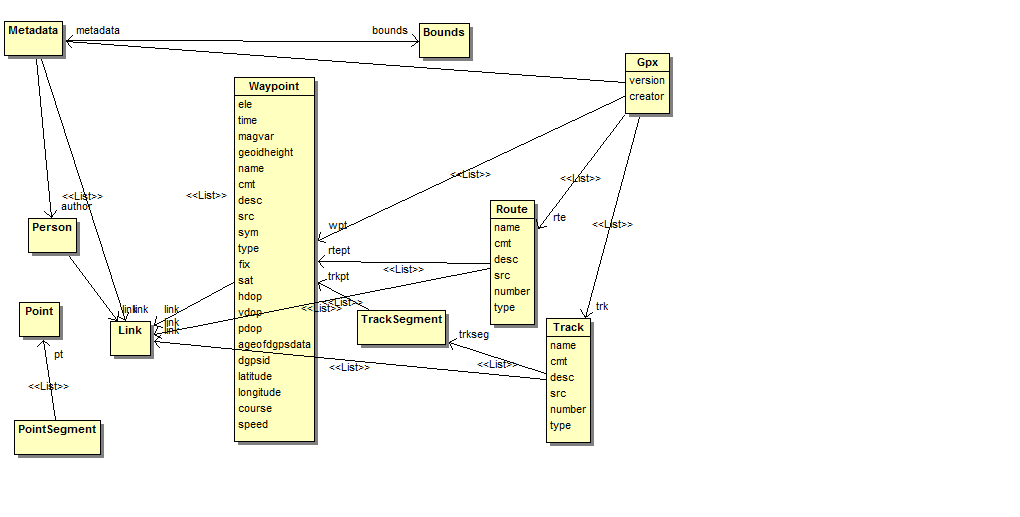 Metadata
metadata
bounds
Bounds
Gpx
version
creator
Waypoint
ele
time
magvar
geoidheight
name
cmt
desc
src
sym
type
fix
sat
hdop
vdop
pdop
ageofdgpsdata
dgpsid
latitude
longitude
course
speed
<<List>>
<<List>>
<<List>>
<<List>>
<<List>>
author
Person
Route
name
cmt
desc
src
number
type
wpt
rte
rtept
<<List>>
trkpt
<<List>>
<<List>>
trk
Point
link
link
link
link
link
Link
TrackSegment
trkseg
Track
name
cmt
desc
src
number
type
pt
<<List>>
<<List>>
<<List>>
PointSegment